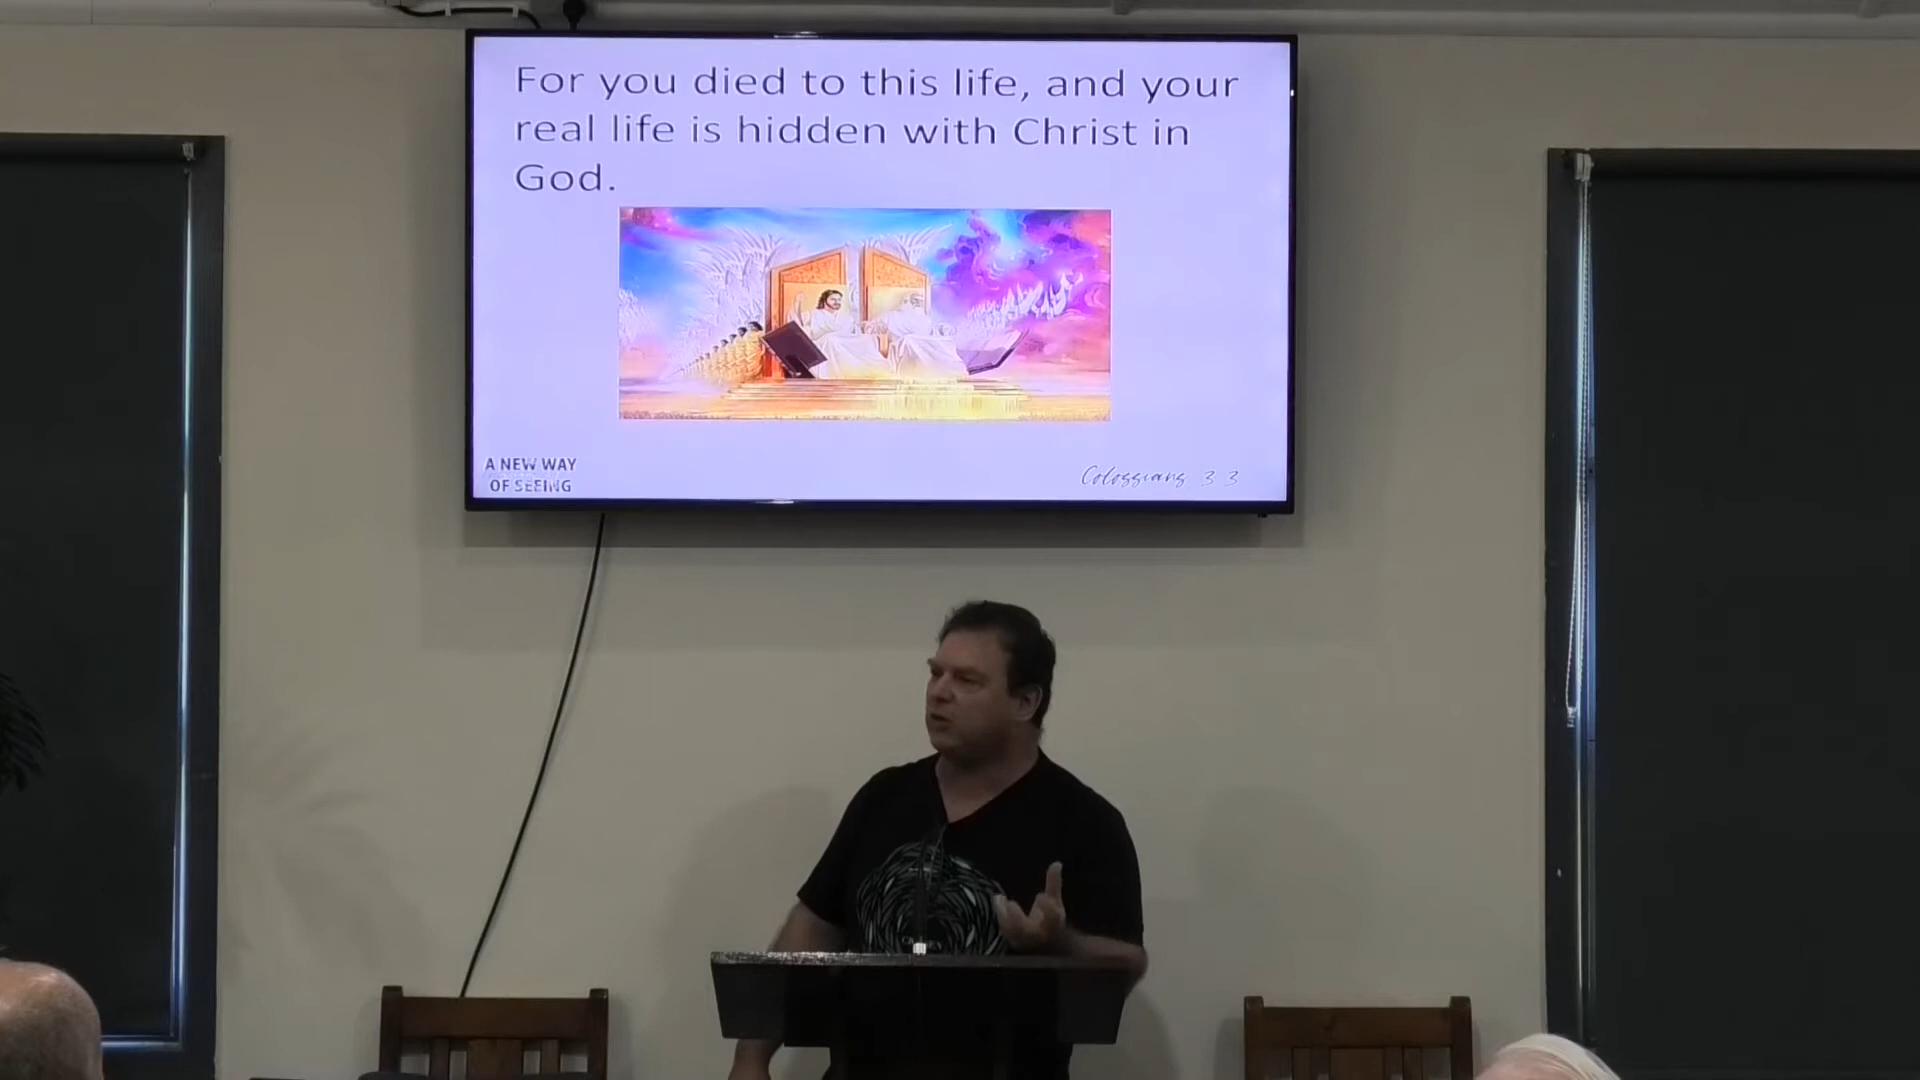 For you died to this life, and your
real life is hidden with Christ in
God.
A NEW WAY
OF SEEING
Colossians 3 3